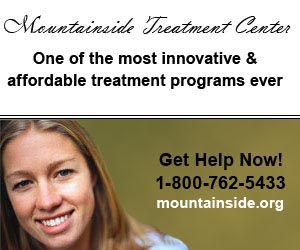 Mountainside Treatment Center
One of the most innovative &
affordable treatment programs ever
Get Help Now!
1-800-762-5433
mountainside.org